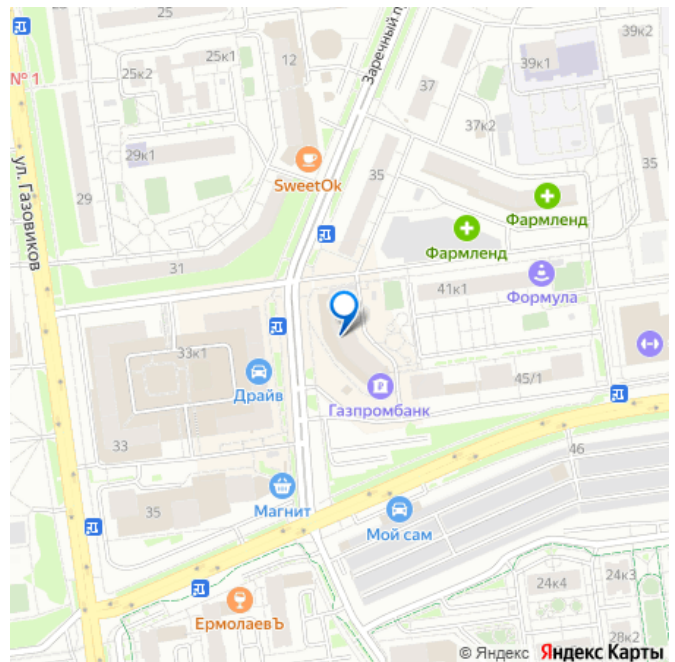 39к2
25
25к1
12
39к1
25к2
№ 1
37
Заречный п
37к2
29к1
35
35
SweetOk
ул. Газовиков
29
Фармленд
Фармленд
31
41к1
Формула
33к1
Драйв
45/1
Газпромбанк
33
46
35
Магнит
Мой сам
24к3
24к4
ЕрмолаевЪ
28к2
© Яндекс Яндекс Карты